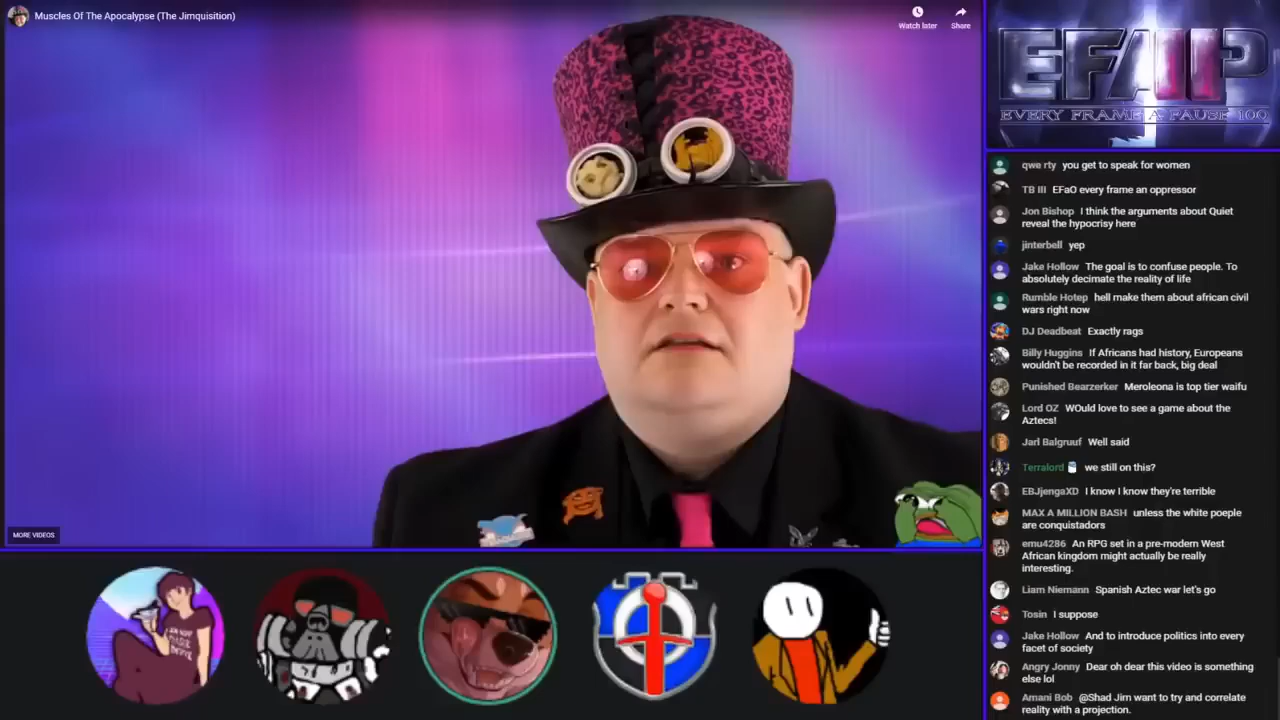 Muscles Of The Apocalypse (The Jimquisition)
Watch later
Share
MORE VIDEOS
EFAP
EVERY FRAME A PAUSE 100
qwe rty you get to speak for women
TB III EFaO every frame an oppressor
Jon Bishop I think the arguments about Quiet
reveal the hypocrisy here
jinterbell yep
Jake Hollow The goal is to confuse people. To
absolutely decimate the reality of life
Rumble Hotep hell make them about african civil
wars right now
DJ Deadbeat Exactly rags
Billy Huggins If Africans had history, Europeans
wouldn't be recorded in it far back, big deal
Punished Bearzerker Meroleona is top tier waifu
Lord OZ WOuld love to see a game about the
Aztecs!
Jarl Balgruuf Well said
Terralord we still on this?
EBJjengaXD I know I know they're terrible
MAX A MILLION BASH unless the white poeple
are conquistadors
emu4286 An RPG set in a pre-modern West
African kingdom might actually be really
interesting.
Liam Niemann Spanish Aztec war let's go
Tosin I suppose
Jake Hollow And to introduce politics into every
facet of society
Angry Jonny Dear oh dear this video is something
else lol
Amani Bob @Shad Jim want to try and correlate
reality with a projection.